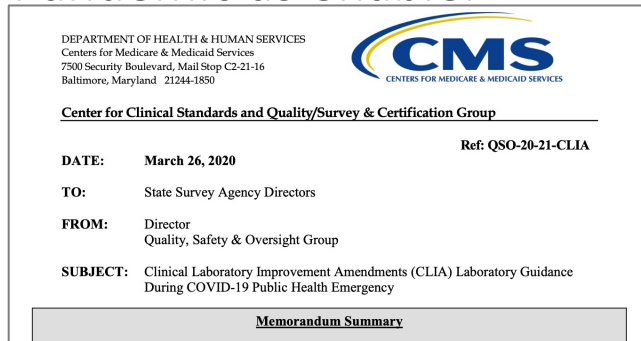 DEPARTMENT OF HEALTH & HUMAN SERVICES
Centers for Medicare & Medicaid Services
7500 Security Boulevard, Mail Stop C2-21-16
Baltimore, Maryland 21244-1850
CMS
CENTERS FOR MEDICARE & MEDICAID SERVICES
Center for Clinical Standards and Quality/Survey & Certification Group
Ref: QSO-20-21-CLIA
DATE: March 26, 2020
TO: State Survey Agency Directors
FROM: Director
Quality, Safety & Oversight Group
SUBJECT: Clinical Laboratory Improvement Amendments (CLIA) Laboratory Guidance
During COVID-19 Public Health Emergency
Memorandum Summary